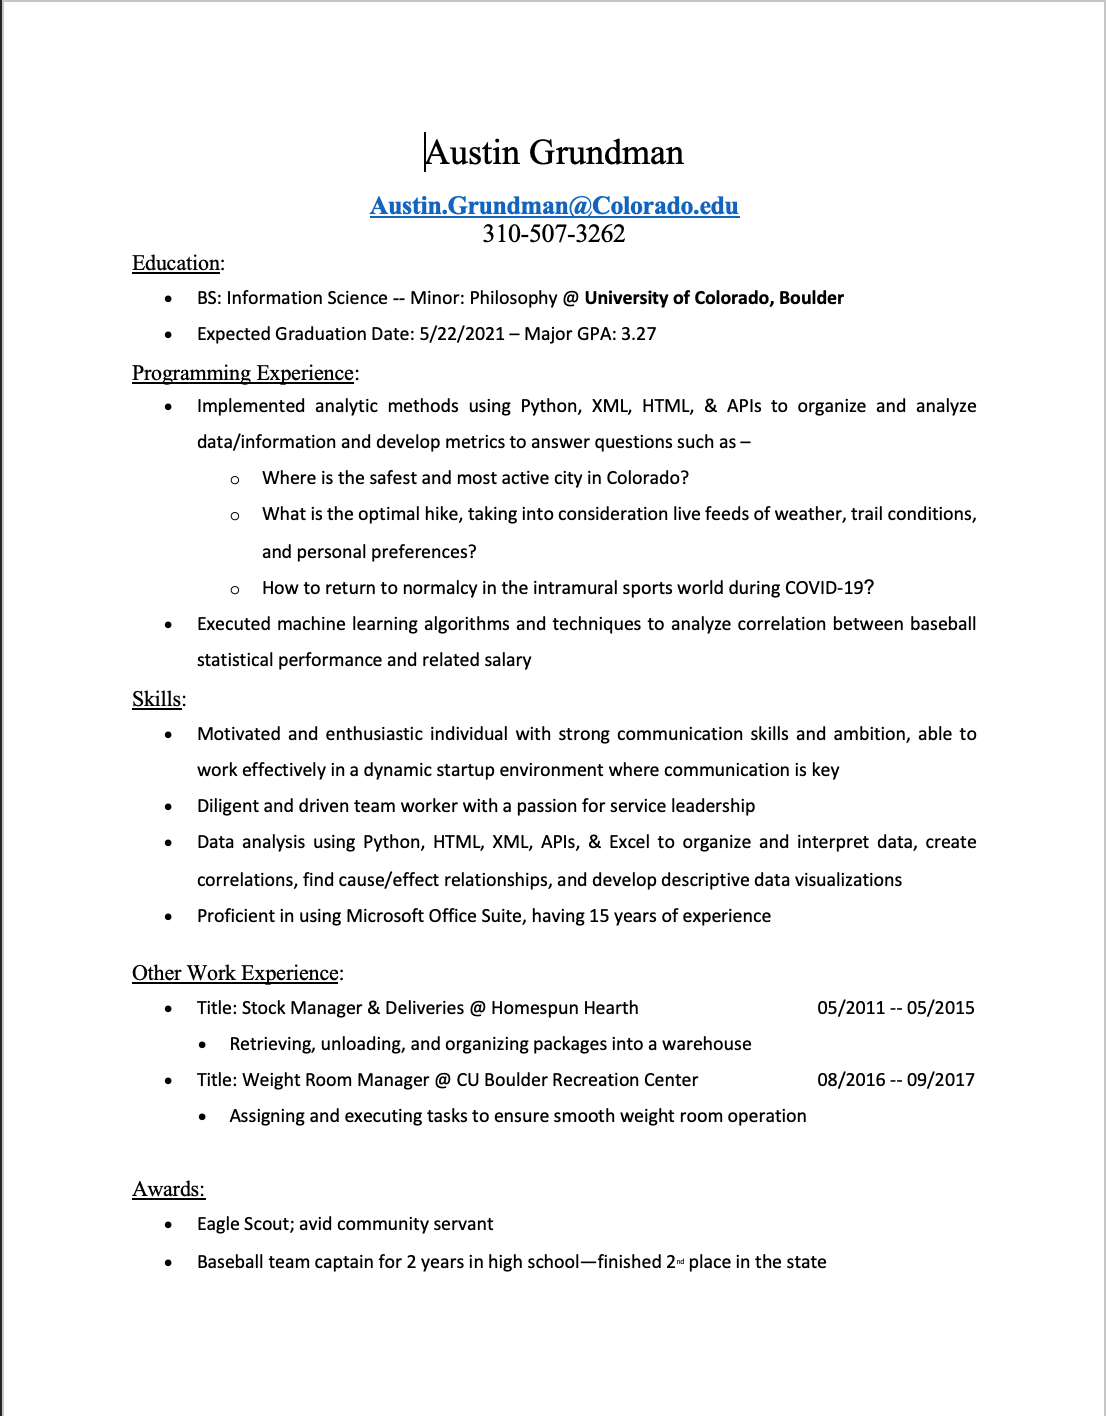 Austin Grundman
Austin.Grundman@Colorado.edu
310-507-3262
Education:
• BS: Information Science -- Minor: Philosophy @ University of Colorado, Boulder
• Expected Graduation Date: 5/22/2021 – Major GPA: 3.27
Programming Experience:
• Implemented analytic methods using Python, XML, HTML, & APIs to organize and analyze
data/information and develop metrics to answer questions such as –
o Where is the safest and most active city in Colorado?
o What is the optimal hike, taking into consideration live feeds of weather, trail conditions,
and personal preferences?
o How to return to normalcy in the intramural sports world during COVID-19?
• Executed machine learning algorithms and techniques to analyze correlation between baseball
statistical performance and related salary
Skills:
• Motivated and enthusiastic individual with strong communication skills and ambition, able to
work effectively in a dynamic startup environment where communication is key
• Diligent and driven team worker with a passion for service leadership
• Data analysis using Python, HTML, XML, APIs, & Excel to organize and interpret data, create
correlations, find cause/effect relationships, and develop descriptive data visualizations
• Proficient in using Microsoft Office Suite, having 15 years of experience
Other Work Experience:
• Title: Stock Manager & Deliveries @ Homespun Hearth 05/2011 -- 05/2015
• Retrieving, unloading, and organizing packages into a warehouse
• Title: Weight Room Manager @ CU Boulder Recreation Center 08/2016 -- 09/2017
• Assigning and executing tasks to ensure smooth weight room operation
Awards:
• Eagle Scout; avid community servant
• Baseball team captain for 2 years in high school—finished 2nd place in the state